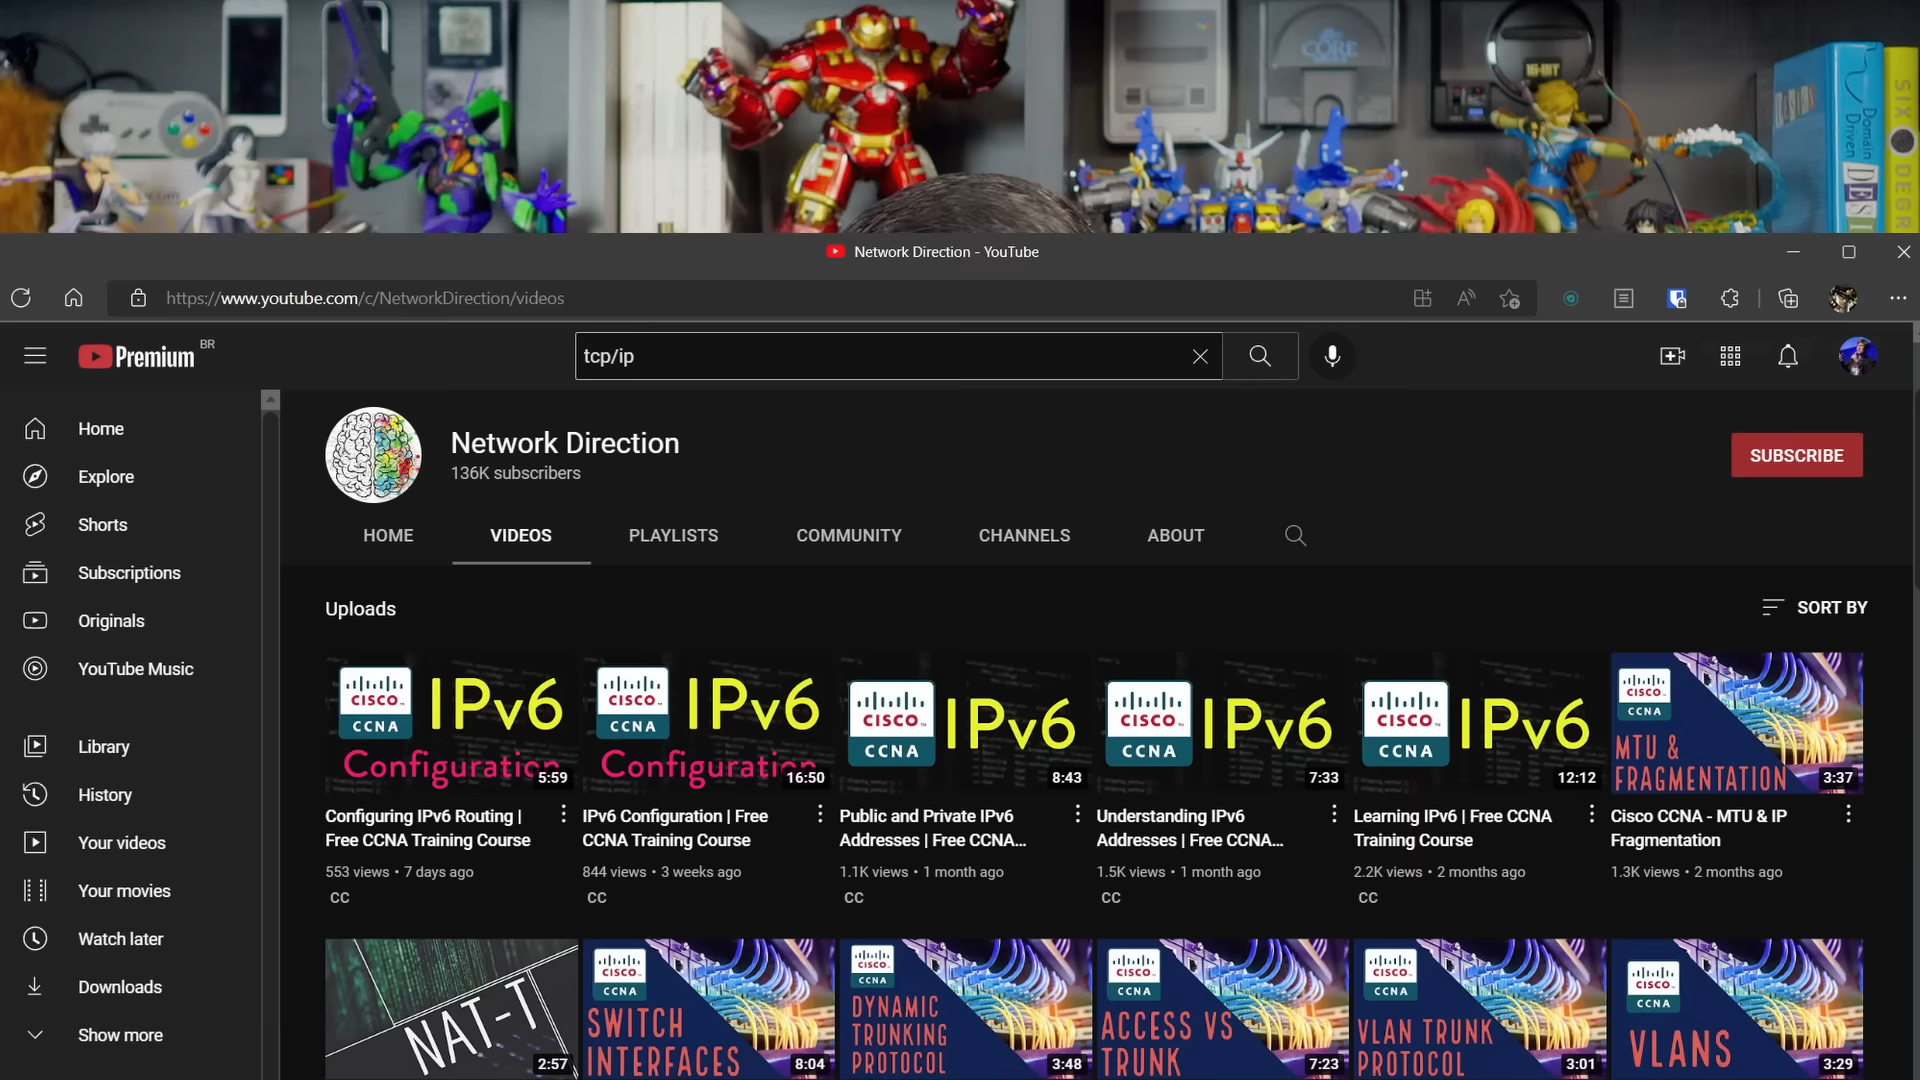 CORE
16-BIT
Domain
Driven
DES
SIX
DEGR
Network Direction - YouTube
https://www.youtube.com/c/NetworkDirection/videos
Premium BR
tcp/ip
Home
Explore
Shorts
Subscriptions
Originals
YouTube Music
Library
History
Your videos
Your movies
Watch later
Downloads
Show more
Network Direction
136K subscribers
SUBSCRIBE
HOME
VIDEOS
PLAYLISTS
COMMUNITY
CHANNELS
ABOUT
Uploads
SORT BY
CISCO
CCNA
IPv6
Configuration
5:59
Configuring IPv6 Routing |
Free CCNA Training Course
553 views • 7 days ago
CC
CISCO
CCNA
IPv6
Configuration
16:50
IPv6 Configuration | Free
CCNA Training Course
844 views • 3 weeks ago
CC
CISCO
CCNA
IPv6
8:43
Public and Private IPv6
Addresses | Free CCNA...
1.1K views • 1 month ago
CC
CISCO
CCNA
IPv6
7:33
Understanding IPv6
Addresses | Free CCNA...
1.5K views • 1 month ago
CC
CISCO
CCNA
IPv6
12:12
Learning IPv6 | Free CCNA
Training Course
2.2K views • 2 months ago
CC
CISCO
CCNA
MTU &
FRAGMENTATION
3:37
Cisco CCNA - MTU & IP
Fragmentation
1.3K views • 2 months ago
NAT-T
2:57
CISCO
CCNA
SWITCH
INTERFACES
8:04
CISCO
CCNA
DYNAMIC
TRUNKING
PROTOCOL
3:48
CISCO
CCNA
ACCESS VS
TRUNK
7:23
CISCO
CCNA
VLAN TRUNK
PROTOCOL
3:01
CISCO
CCNA
VLANS
3:29